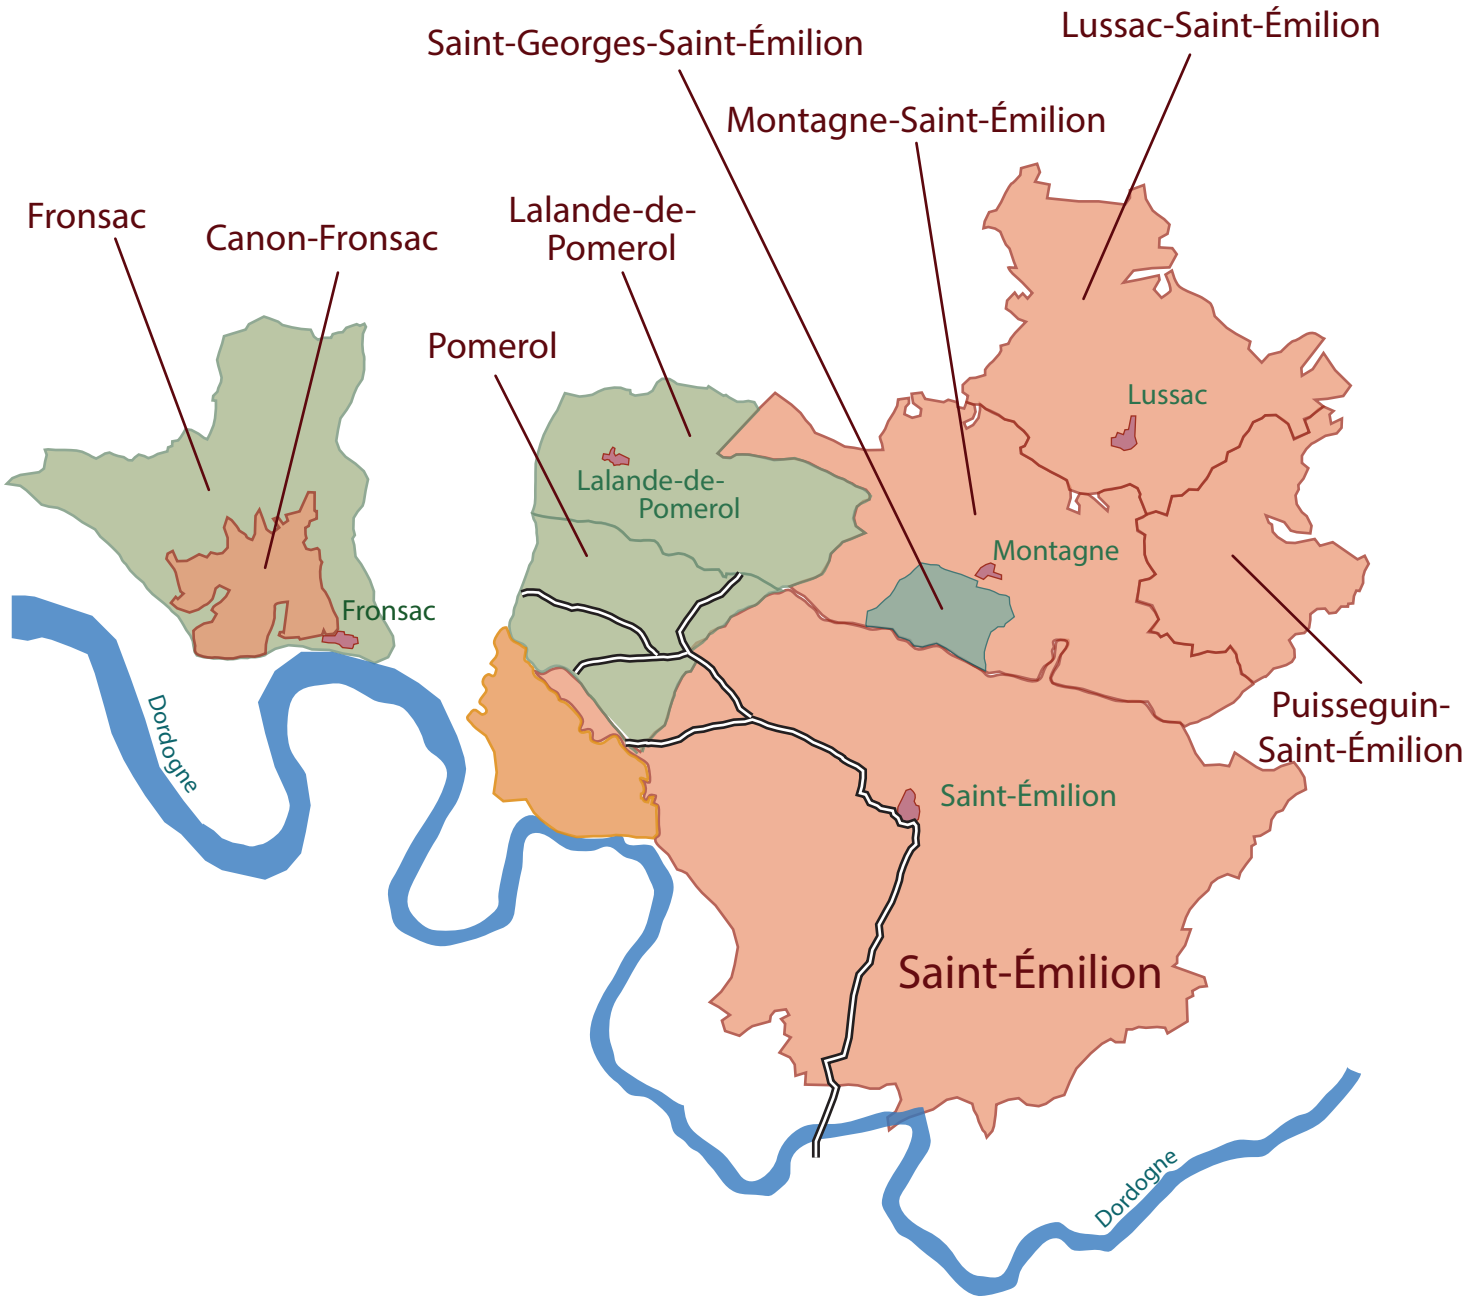 Lussac-Saint-Émilion
Saint-Georges-Saint-Émilion
Montagne-Saint-Émilion
Fronsac
Canon-Fronsac
Lalande-de-
Pomerol
Pomerol
Lussac
Lalande-de-
Pomerol
Montagne
Fronsac
Puisseguin-
Saint-Émilion
Dordogne
Saint-Émilion
Saint-Émilion
Dordogne